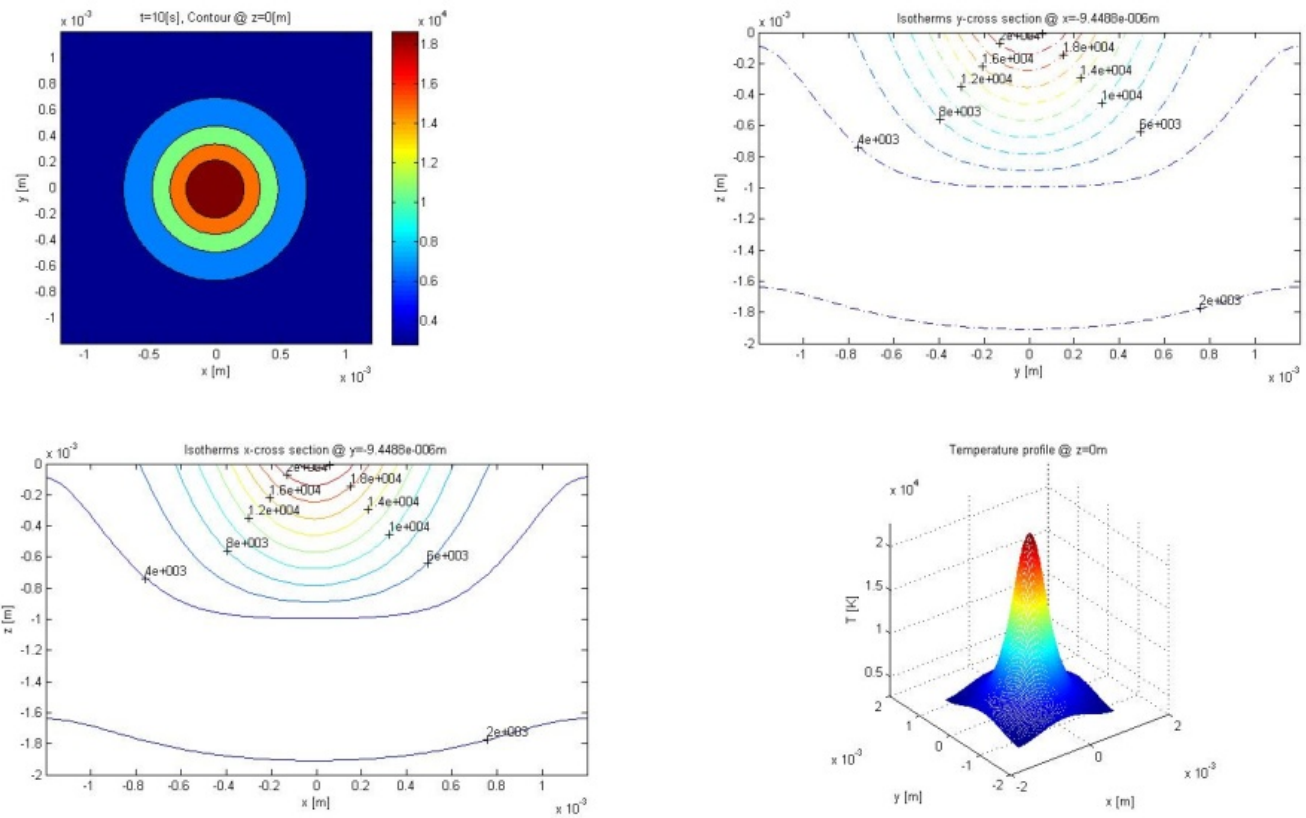 t=10[s], Contour @ z=0[m]
x 10⁻³
x 10⁴
1
0.8
0.6
0.4
0.2
0
-0.2
-0.4
-0.6
-0.8
-1
y [m]
-1 -0.5 0 0.5 1
x [m]
x 10⁻³
1.8
1.6
1.4
1.2
1
0.8
0.6
0.4
Isotherms y-cross section @ x=-9.4488e-006m
x 10⁻³
0
-0.2
-0.4
-0.6
-0.8
-1
-1.2
-1.4
-1.6
-1.8
-2
z [m]
2e+004
1.8e+004
1.6e+004
1.4e+004
1.2e+004
1e+004
8e+003
6e+003
4e+003
2e+003
-1 -0.8 -0.6 -0.4 -0.2 0 0.2 0.4 0.6 0.8 1
y [m]
x 10⁻³
Isotherms x-cross section @ y=-9.4488e-006m
x 10⁻³
0
-0.2
-0.4
-0.6
-0.8
-1
-1.2
-1.4
-1.6
-1.8
-2
z [m]
2e+004
1.8e+004
1.6e+004
1.4e+004
1.2e+004
1e+004
8e+003
6e+003
4e+003
2e+003
-1 -0.8 -0.6 -0.4 -0.2 0 0.2 0.4 0.6 0.8 1
x [m]
x 10⁻³
Temperature profile @ z=0m
x 10⁴
2
1.5
1
0.5
T [K]
2
1
0
-1
-2
x 10⁻³
y [m]
-2
0
2
x 10⁻³
x [m]